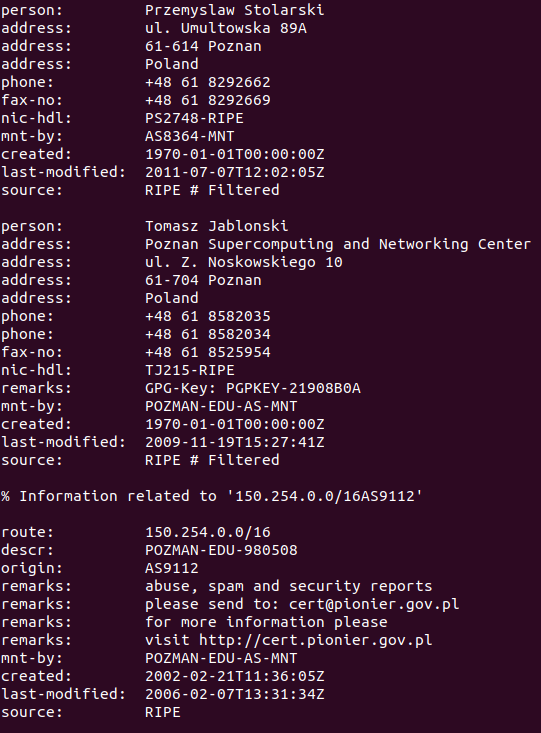 person:         Przemyslaw Stolarski
address:        ul. Umultowska 89A
address:        61-614 Poznan
address:        Poland
phone:          +48 61 8292662
fax-no:         +48 61 8292669
nic-hdl:        PS2748-RIPE
mnt-by:         AS8364-MNT
created:        1970-01-01T00:00:00Z
last-modified:  2011-07-07T12:02:05Z
source:         RIPE # Filtered

person:         Tomasz Jablonski
address:        Poznan Supercomputing and Networking Center
address:        ul. Z. Noskowskiego 10
address:        61-704 Poznan
address:        Poland
phone:          +48 61 8582035
phone:          +48 61 8582034
fax-no:         +48 61 8525954
nic-hdl:        TJ215-RIPE
remarks:        GPG-Key: PGPKEY-21908B0A
mnt-by:         POZMAN-EDU-AS-MNT
created:        1970-01-01T00:00:00Z
last-modified:  2009-11-19T15:27:41Z
source:         RIPE # Filtered

% Information related to '150.254.0.0/16AS9112'

route:          150.254.0.0/16
descr:          POZMAN-EDU-980508
origin:         AS9112
remarks:        abuse, spam and security reports
remarks:        please send to: cert@pionier.gov.pl
remarks:        for more information please
remarks:        visit http://cert.pionier.gov.pl
mnt-by:         POZMAN-EDU-AS-MNT
created:        2002-02-21T11:36:05Z
last-modified:  2006-02-07T13:31:34Z
source:         RIPE